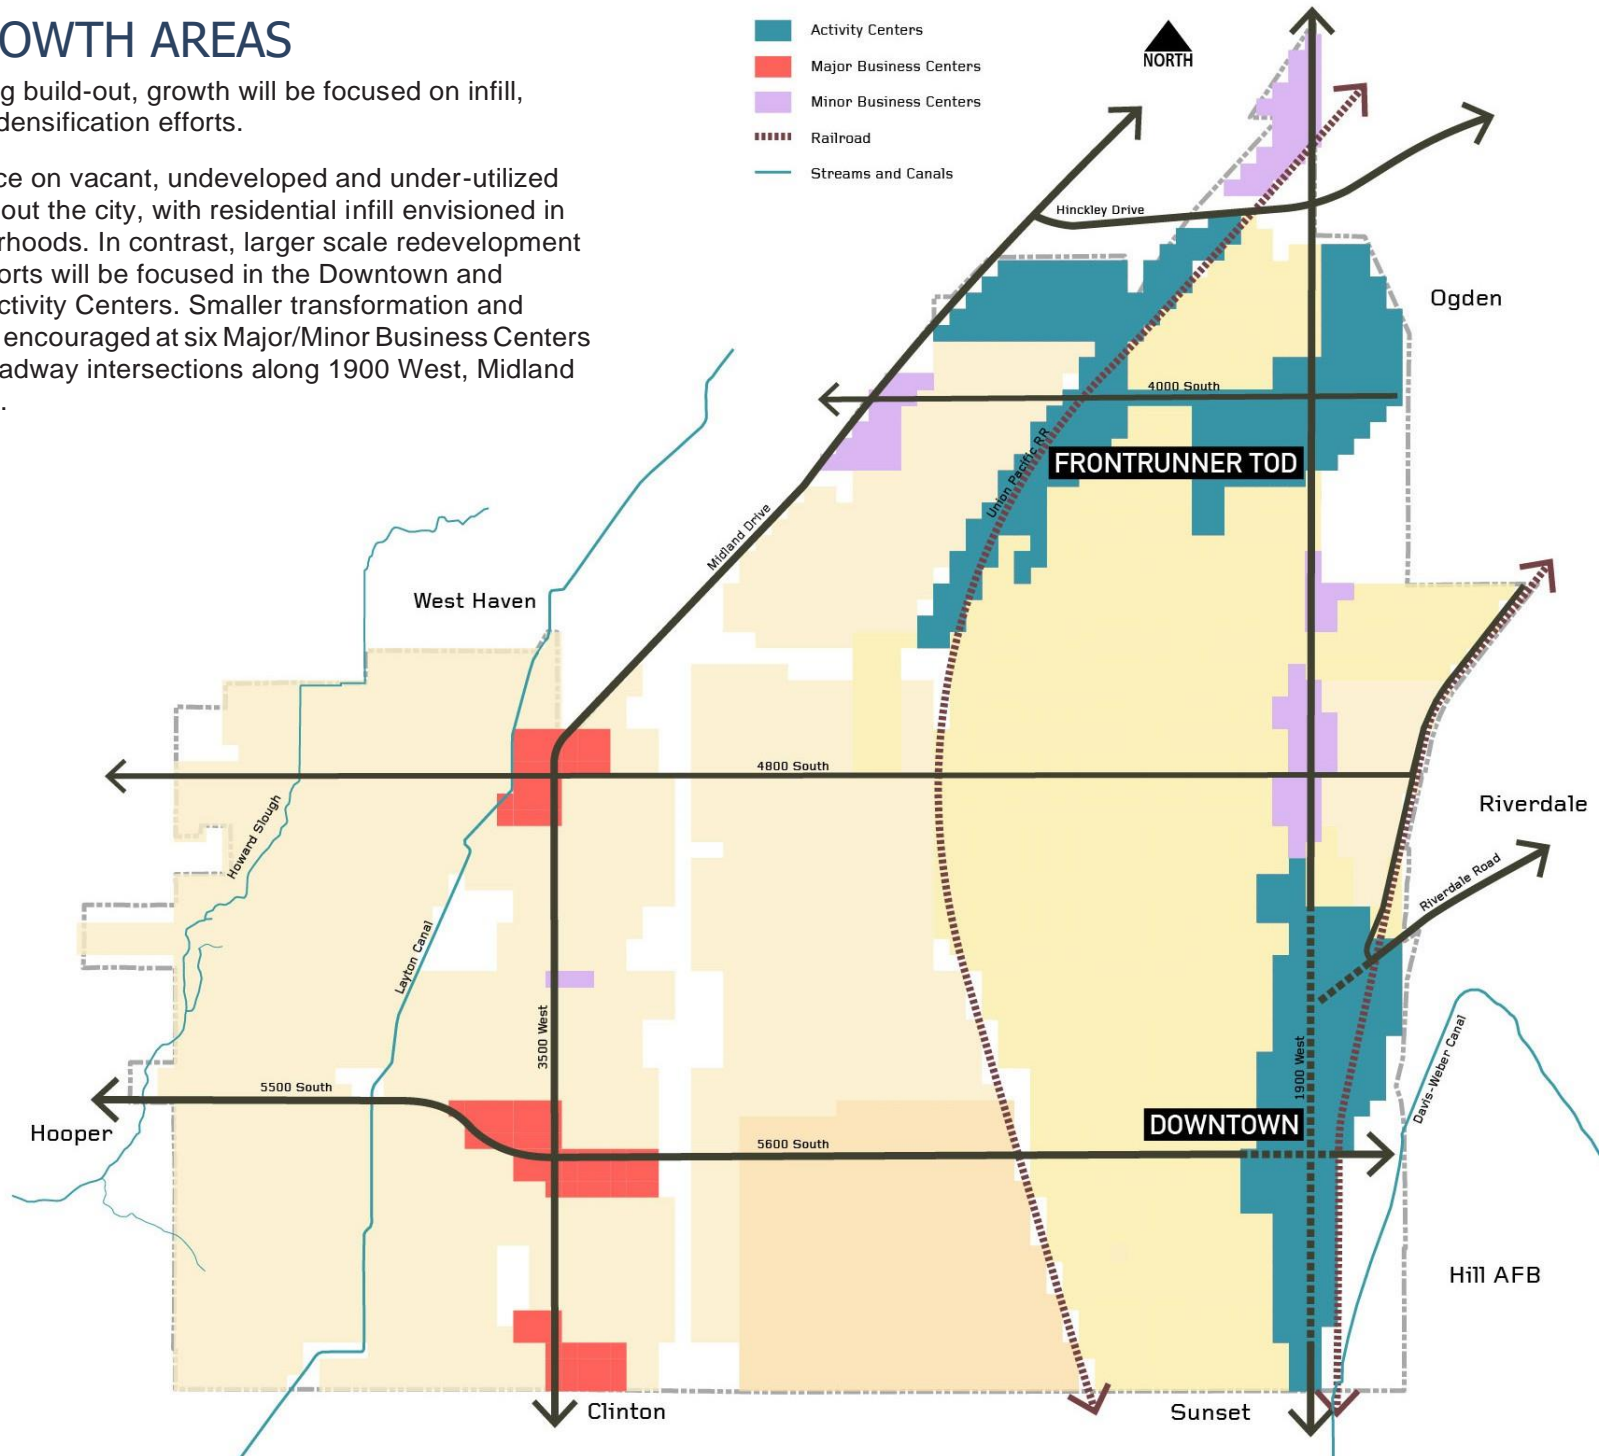 OWTH AREAS
g build-out, growth will be focused on infill,
densification efforts.
ce on vacant, undeveloped and under-utilized
out the city, with residential infill envisioned in
rhoods. In contrast, larger scale redevelopment
orts will be focused in the Downtown and
ctivity Centers. Smaller transformation and
encouraged at six Major/Minor Business Centers
adway intersections along 1900 West, Midland
.
Activity Centers
Major Business Centers
Minor Business Centers
Railroad
Streams and Canals
NORTH
Hinckley Drive
Ogden
4000 South
Union Pacific RR
FRONTRUNNER TOD
Midland Drive
West Haven
4800 South
Howard Slough
Riverdale
Riverdale Road
Layton Canal
3500 West
1900 West
Davis-Weber Canal
5500 South
Hooper
DOWNTOWN
5600 South
Hill AFB
Clinton
Sunset